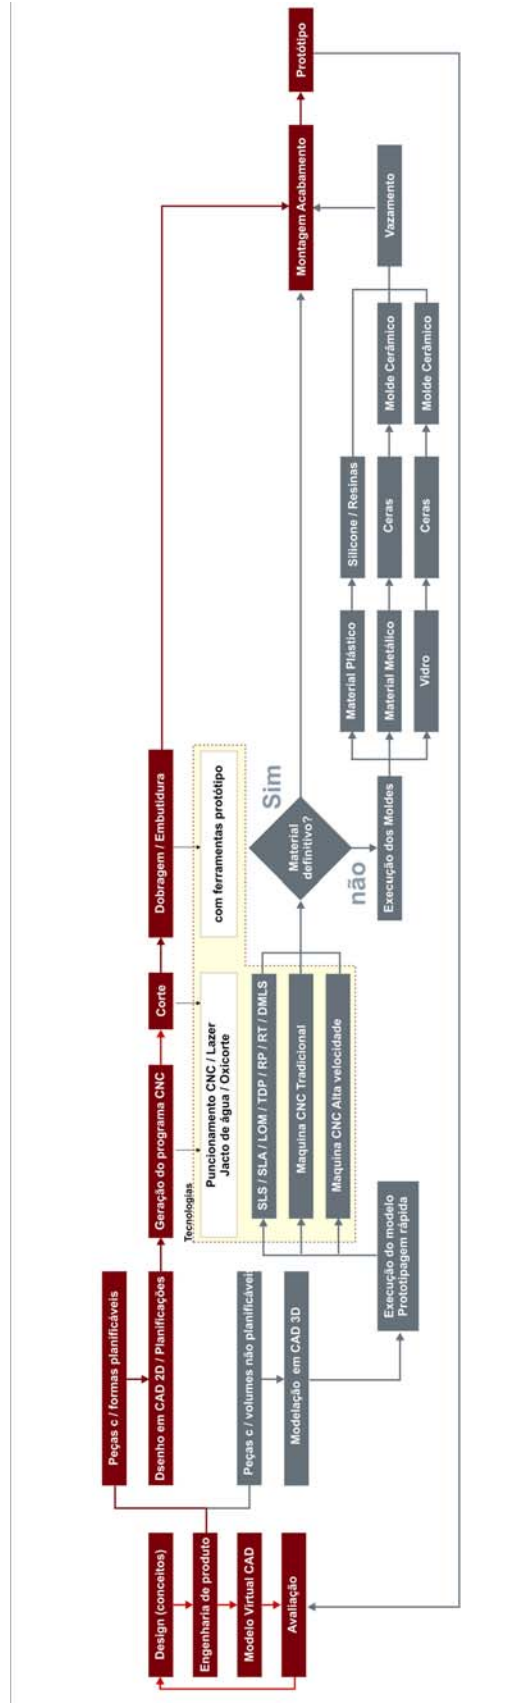 Design (conceitos)
Engenharia de produto
Modelo Virtual CAD
Avaliação
Peças c / formas planificáveis
Dsenho em CAD 2D / Planificações
Peças c / volumes não planificáveis
Modelação em CAD 3D
Geração do programa CNC
Corte
Dobragem / Embutidura
Tecnologias
Puncionamento CNC / Lazer
Jacto de água / Oxicorte
com ferramentas protótipo
SLS / SLA / LOM / TDP / RP / RT / DMLS
Maquina CNC Tradicional
Maquina CNC Alta velocidade
Execução do modelo
Prototipagem rápida
Material
definitivo?
Sim
não
Execução dos Moldes
Material Plástico
Silicone / Resinas
Material Metálico
Ceras
Molde Cerâmico
Vidro
Ceras
Molde Cerâmico
Vazamento
Montagem Acabamento
Protótipo